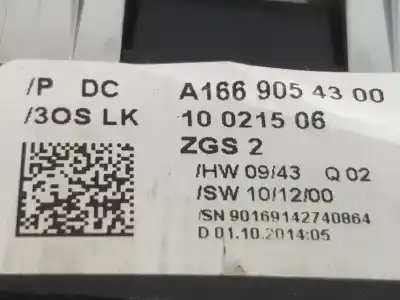 /P DC A166 905 43 00
/3OS LK 10 0215 06
ZGS 2
/HW 09/43 Q 02
/SW 10/12/00
/SN 90169142740864
D 01.10.2014:05